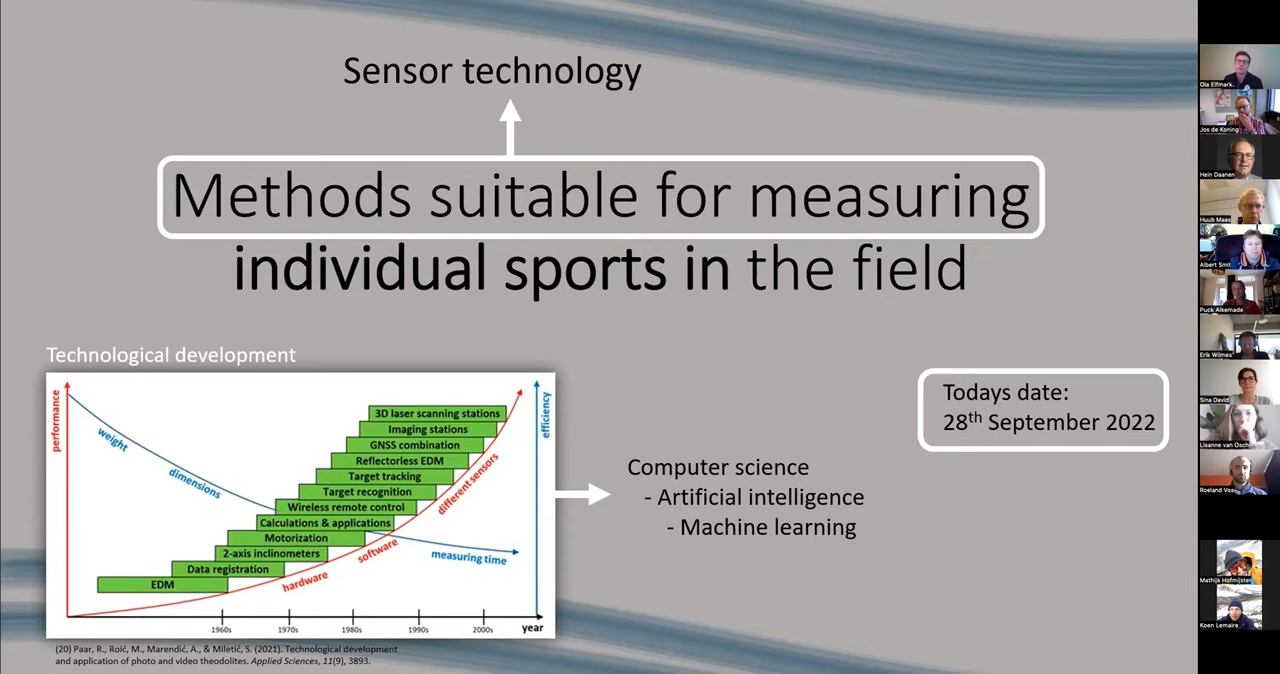 Sensor technology
Methods suitable for measuring
individual sports in the field
Technological development
performance
efficiency
weight
dimensions
3D laser scanning stations
Imaging stations
GNSS combination
Reflectorless EDM
Target tracking
Target recognition
Wireless remote control
Calculations & applications
Motorization
2-axis inclinometers
Data registration
EDM
different sensors
software
hardware
measuring time
1960s 1970s 1980s 1990s 2000s year
(20) Paar, R., Roić, M., Marendić, A., & Miletić, S. (2021). Technological development
and application of photo and video theodolites. Applied Sciences, 11(9), 3893.
Computer science
- Artificial intelligence
- Machine learning
Todays date:
28th September 2022
Ola Elfmark
Jos de Koning
Hein Daanen
Huub Maas
Albert Smit
Puck Alkemade
Erik Wilmes
Sina David
Lisanne van Osch
Roeland Vos
Mathijs Hofmijster
Koen Lemaire